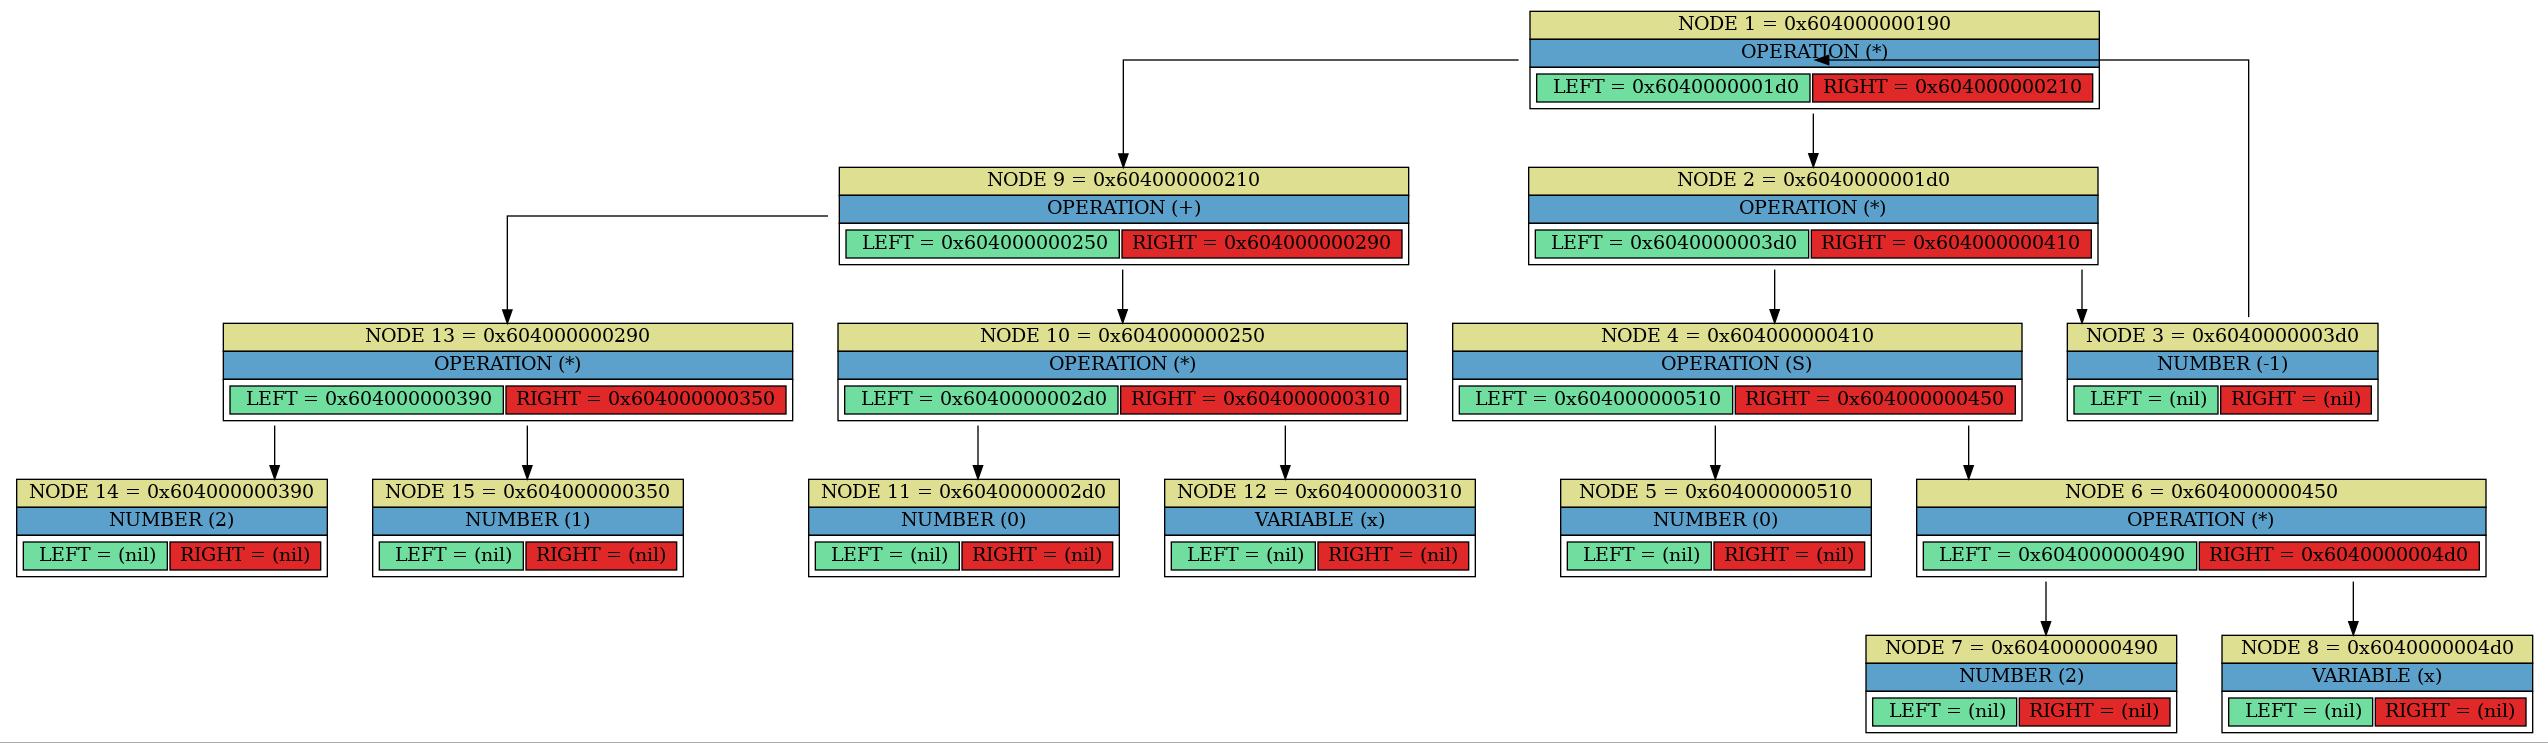 NODE 1 = 0x604000000190
OPERATION (*)
LEFT = 0x6040000001d0 RIGHT = 0x604000000210
NODE 9 = 0x604000000210
OPERATION (+)
LEFT = 0x604000000250 RIGHT = 0x604000000290
NODE 2 = 0x6040000001d0
OPERATION (*)
LEFT = 0x6040000003d0 RIGHT = 0x604000000410
NODE 13 = 0x604000000290
OPERATION (*)
LEFT = 0x604000000390 RIGHT = 0x604000000350
NODE 10 = 0x604000000250
OPERATION (*)
LEFT = 0x6040000002d0 RIGHT = 0x604000000310
NODE 4 = 0x604000000410
OPERATION (S)
LEFT = 0x604000000510 RIGHT = 0x604000000450
NODE 3 = 0x6040000003d0
NUMBER (-1)
LEFT = (nil) RIGHT = (nil)
NODE 14 = 0x604000000390
NUMBER (2)
LEFT = (nil) RIGHT = (nil)
NODE 15 = 0x604000000350
NUMBER (1)
LEFT = (nil) RIGHT = (nil)
NODE 11 = 0x6040000002d0
NUMBER (0)
LEFT = (nil) RIGHT = (nil)
NODE 12 = 0x604000000310
VARIABLE (x)
LEFT = (nil) RIGHT = (nil)
NODE 5 = 0x604000000510
NUMBER (0)
LEFT = (nil) RIGHT = (nil)
NODE 6 = 0x604000000450
OPERATION (*)
LEFT = 0x604000000490 RIGHT = 0x6040000004d0
NODE 7 = 0x604000000490
NUMBER (2)
LEFT = (nil) RIGHT = (nil)
NODE 8 = 0x6040000004d0
VARIABLE (x)
LEFT = (nil) RIGHT = (nil)